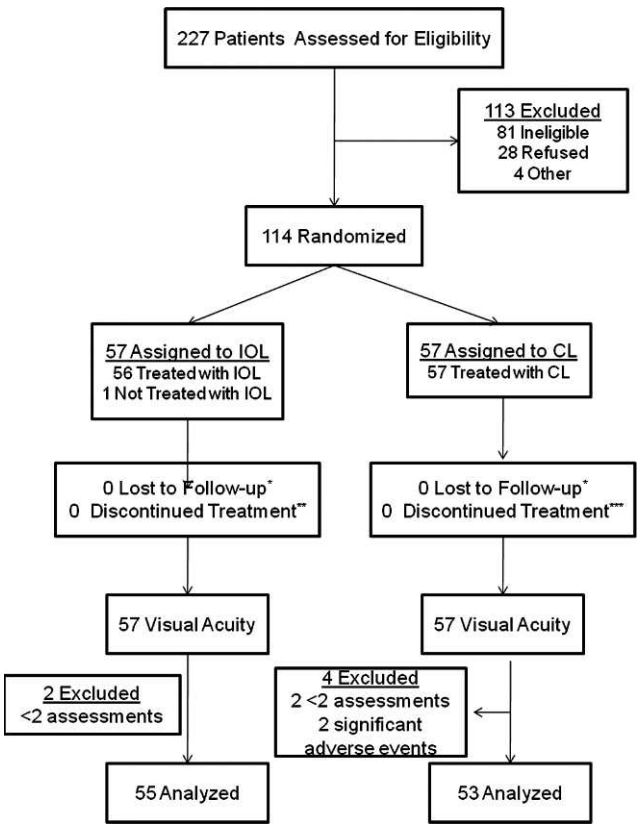 227 Patients Assessed for Eligibility
113 Excluded
81 Ineligible
28 Refused
4 Other
114 Randomized
57 Assigned to IOL
56 Treated with IOL
1 Not Treated with IOL
57 Assigned to CL
57 Treated with CL
0 Lost to Follow-up*
0 Discontinued Treatment**
0 Lost to Follow-up*
0 Discontinued Treatment***
57 Visual Acuity
57 Visual Acuity
2 Excluded
<2 assessments
4 Excluded
2 <2 assessments
2 significant
adverse events
55 Analyzed
53 Analyzed